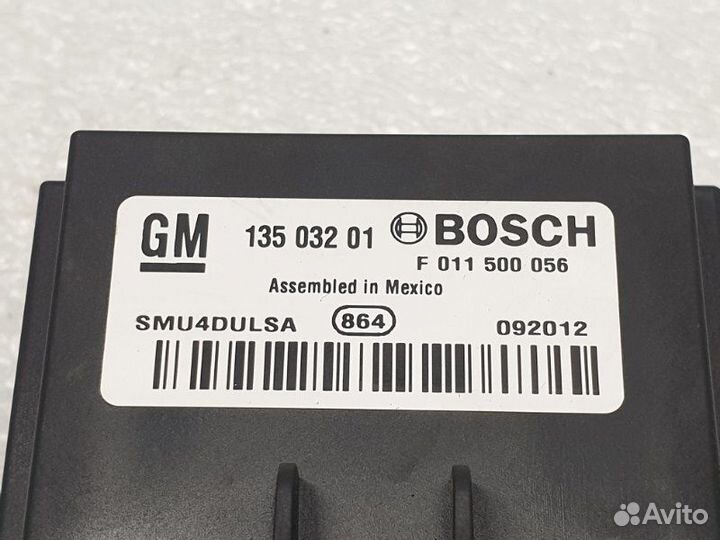 GM 135 032 01 BOSCH
F 011 500 056
Assembled in Mexico
SMU4DULSA 864 092012
Avito